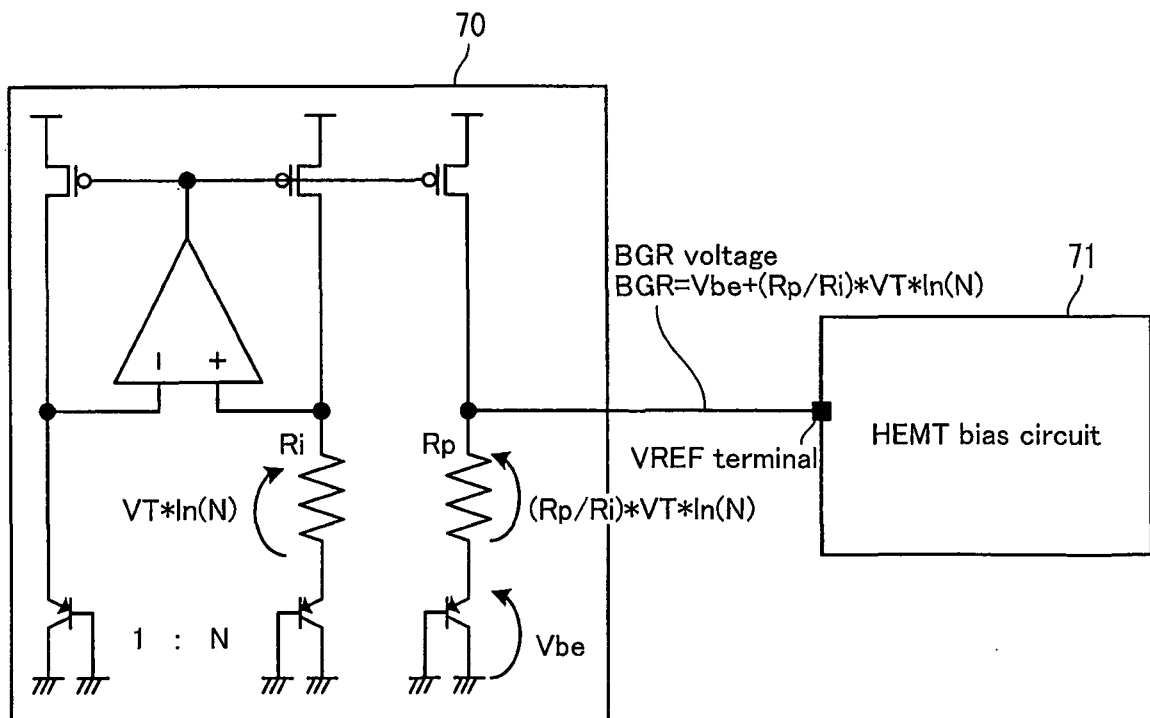 70
BGR voltage
BGR=Vbe+(Rp/Ri)*VT*ln(N)
71
− +
Ri
Rp
VREF terminal
HEMT bias circuit
VT*ln(N)
(Rp/Ri)*VT*ln(N)
1 : N
Vbe